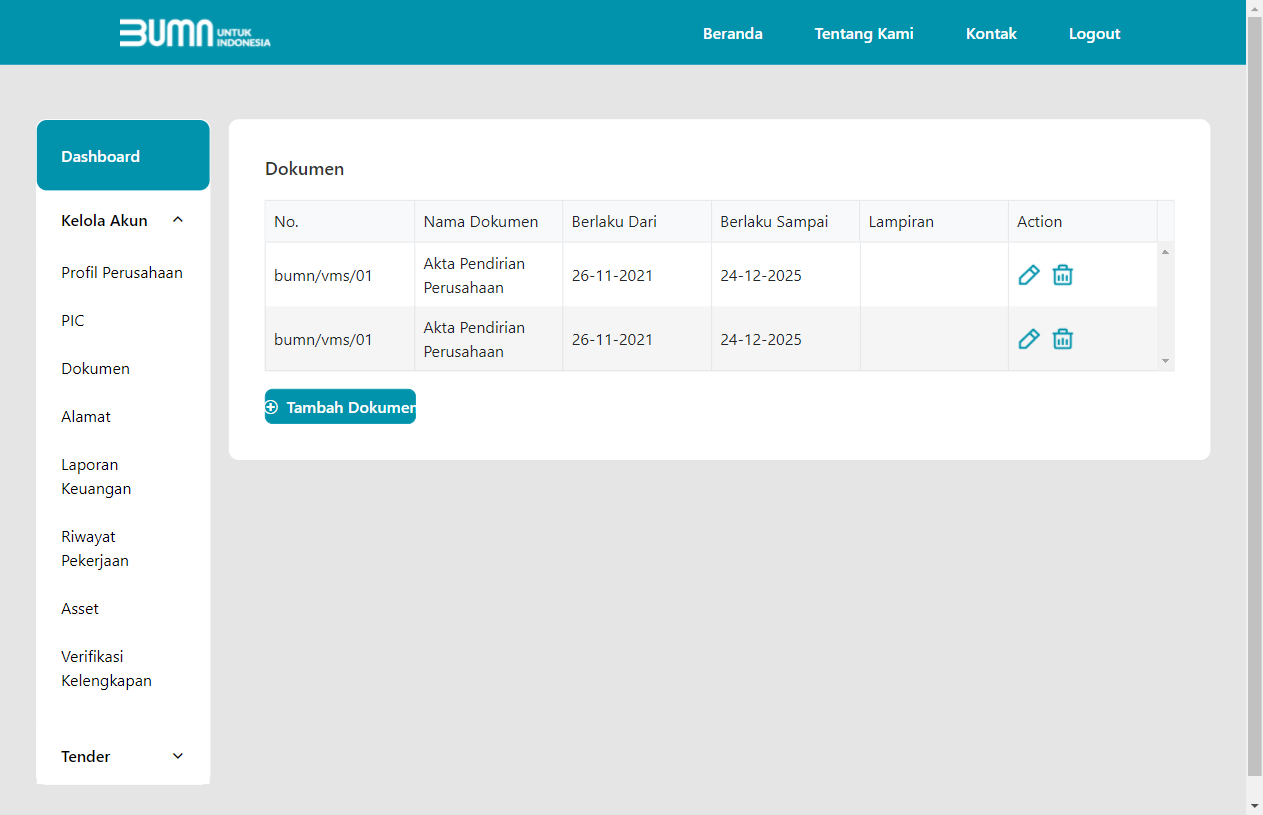 BUMN UNTUK INDONESIA
Beranda
Tentang Kami
Kontak
Logout
Dashboard
Kelola Akun
Profil Perusahaan
PIC
Dokumen
Alamat
Laporan
Keuangan
Riwayat
Pekerjaan
Asset
Verifikasi
Kelengkapan
Tender
Dokumen
No. Nama Dokumen Berlaku Dari Berlaku Sampai Lampiran Action
bumn/vms/01 Akta Pendirian Perusahaan 26-11-2021 24-12-2025
bumn/vms/01 Akta Pendirian Perusahaan 26-11-2021 24-12-2025
Tambah Dokumen